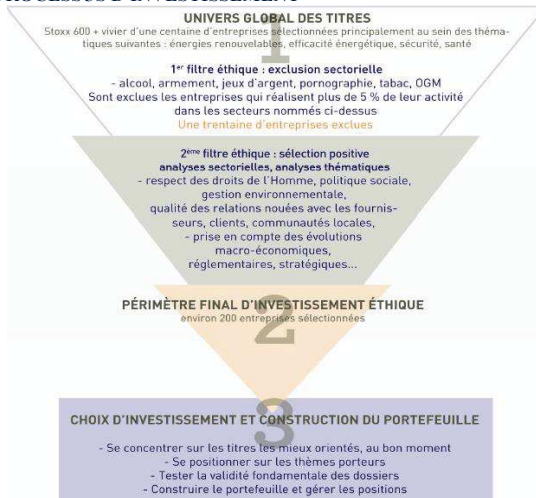 PROCESSUS D'INVESTISSEMENT
UNIVERS GLOBAL DES TITRES
Stoxx 600 + vivier d'une centaine d'entreprises sélectionnées principalement au sein des théma-
tiques suivantes : énergies renouvelables, efficacité énergétique, sécurité, santé
1
1er filtre éthique : exclusion sectorielle
- alcool, armement, jeux d'argent, pornographie, tabac, OGM
Sont exclues les entreprises qui réalisent plus de 5 % de leur activité
dans les secteurs nommés ci-dessus
Une trentaine d'entreprises exclues
2ème filtre éthique : sélection positive
analyses sectorielles, analyses thématiques
- respect des droits de l'Homme, politique sociale,
gestion environnementale,
qualité des relations nouées avec les fournis-
seurs, clients, communautés locales,
- prise en compte des évolutions
macro-économiques,
réglementaires, stratégiques...
PÉRIMÈTRE FINAL D'INVESTISSEMENT ÉTHIQUE
environ 200 entreprises sélectionnées
2
3
CHOIX D'INVESTISSEMENT ET CONSTRUCTION DU PORTEFEUILLE
- Se concentrer sur les titres les mieux orientés, au bon moment
- Se positionner sur les thèmes porteurs
- Tester la validité fondamentale des dossiers
- Construire le portefeuille et gérer les positions